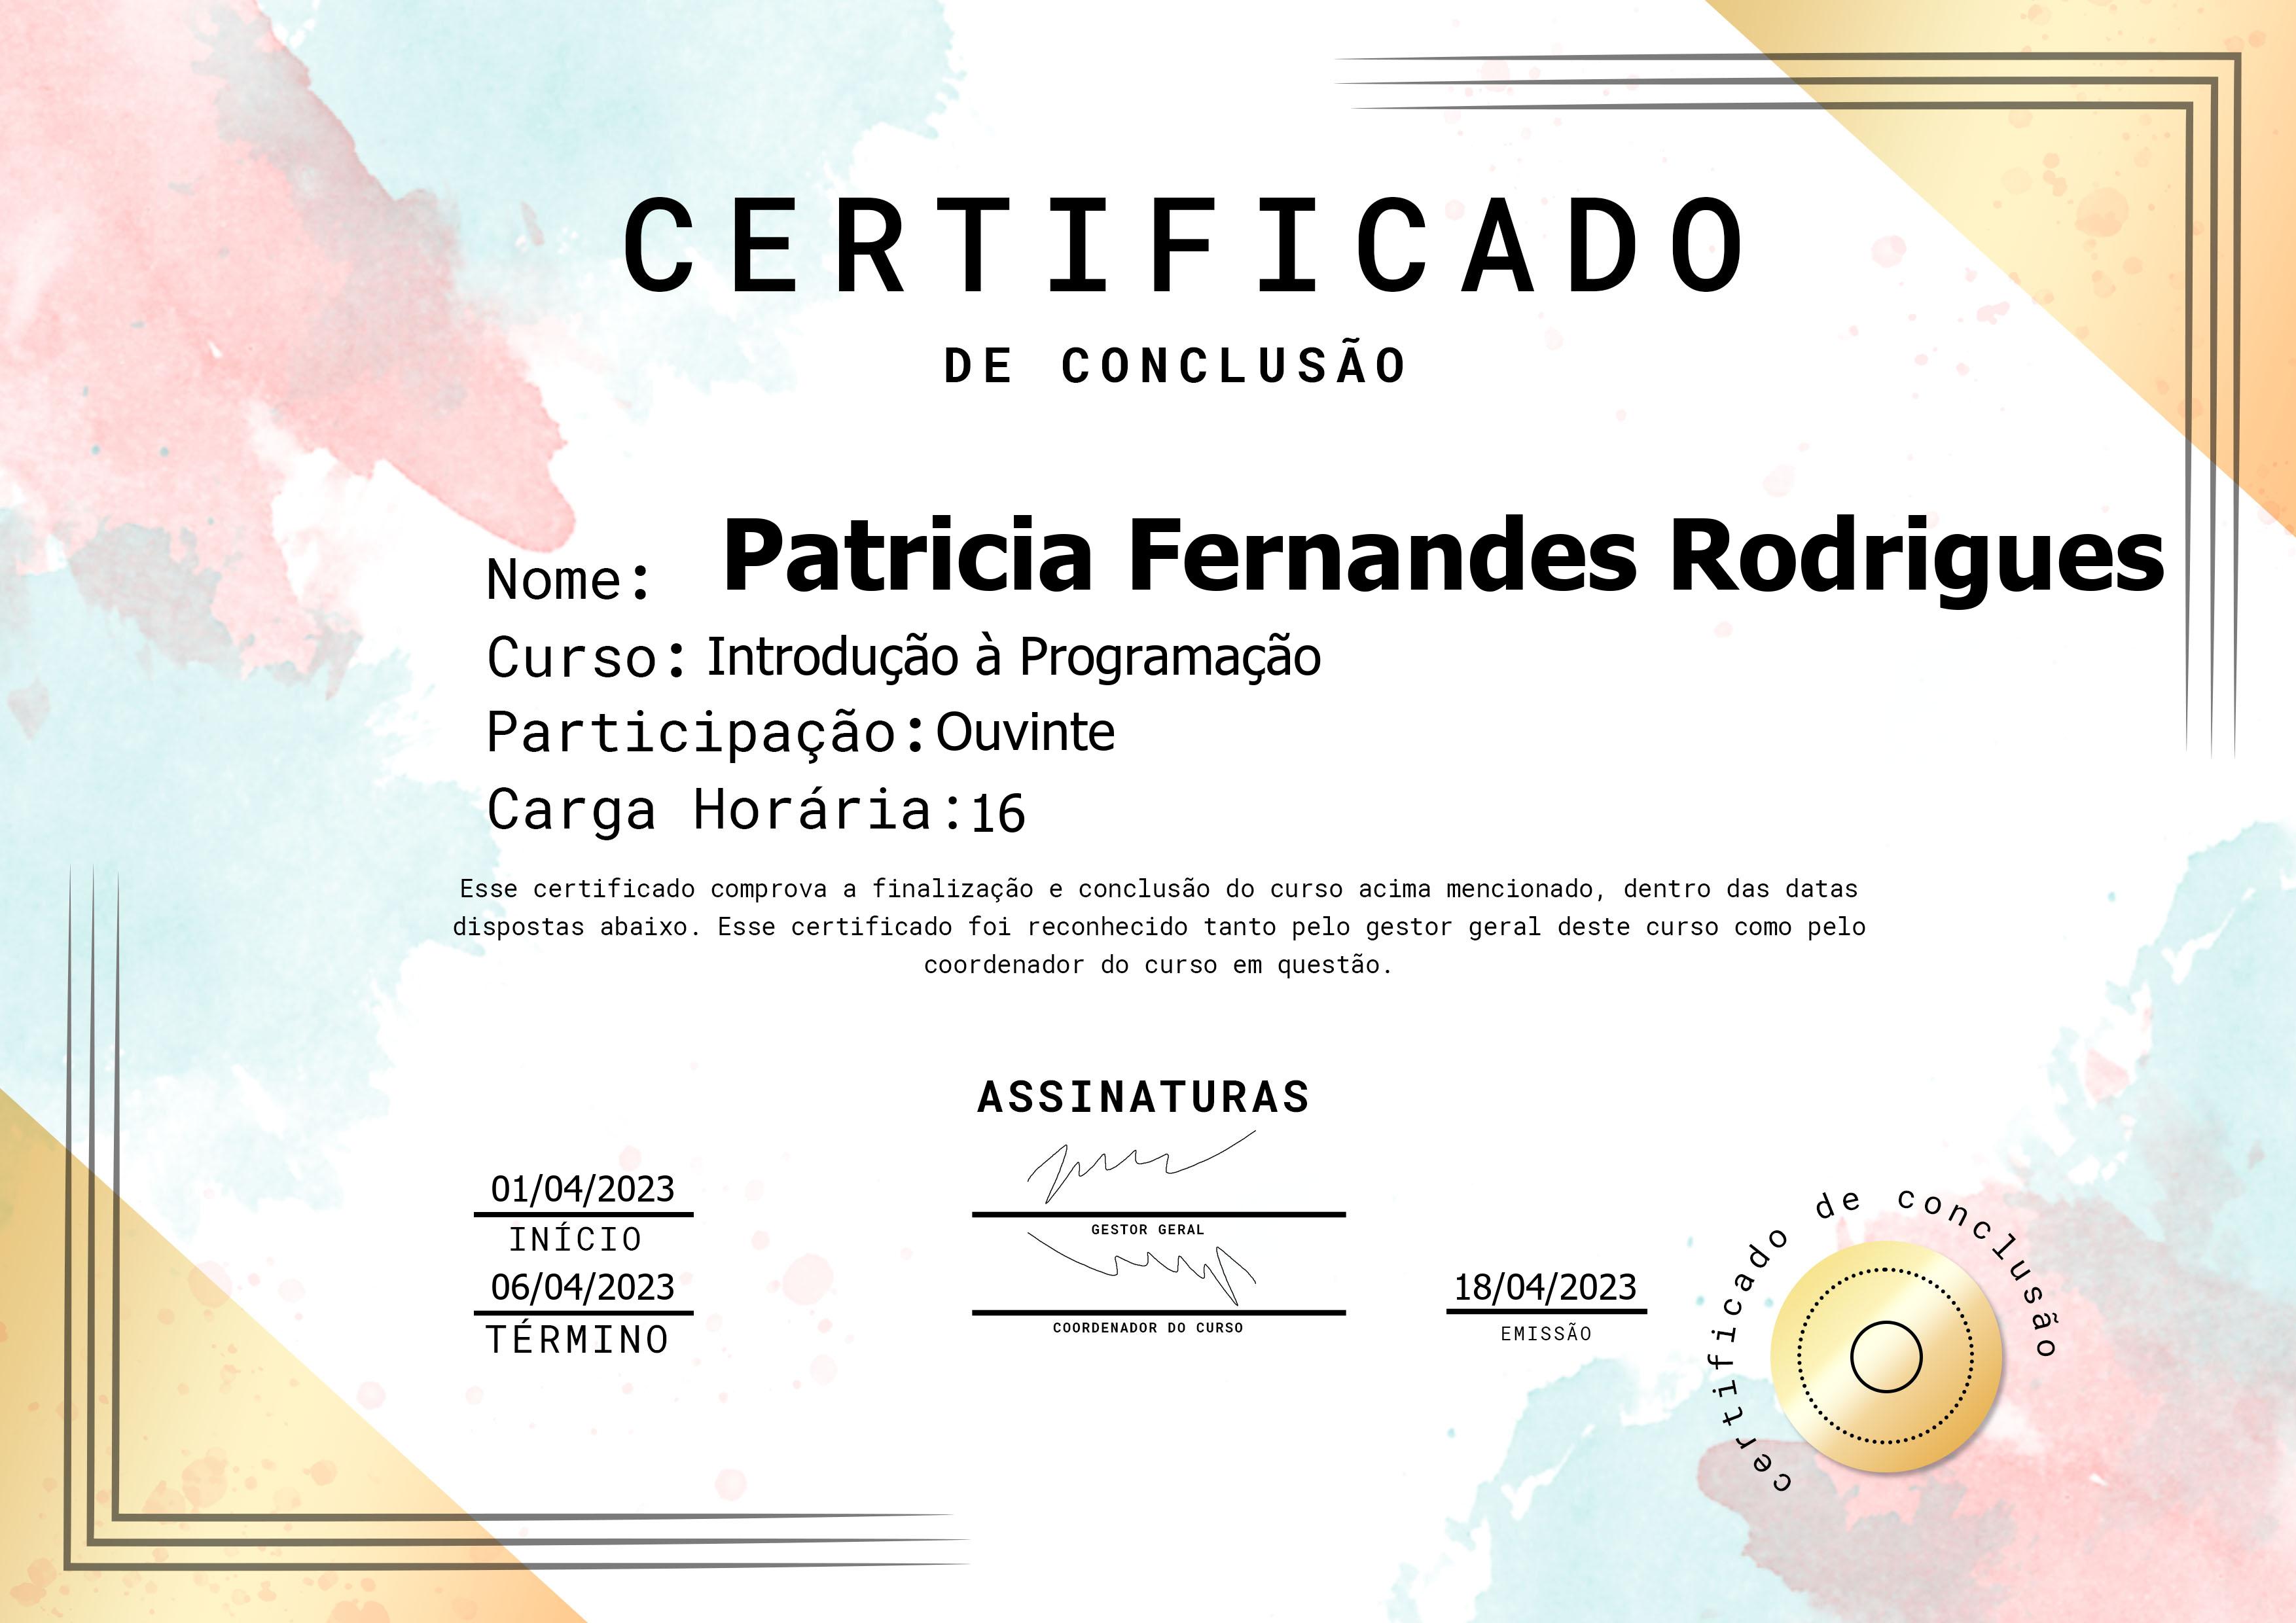 CERTIFICADO
DE CONCLUSÃO
Nome: Patricia Fernandes Rodrigues
Curso: Introdução à Programação
Participação: Ouvinte
Carga Horária: 16
Esse certificado comprova a finalização e conclusão do curso acima mencionado, dentro das datas
dispostas abaixo. Esse certificado foi reconhecido tanto pelo gestor geral deste curso como pelo
coordenador do curso em questão.
ASSINATURAS
01/04/2023
INÍCIO
GESTOR GERAL
06/04/2023
TÉRMINO
COORDENADOR DO CURSO
18/04/2023
EMISSÃO
certificado de conclusão